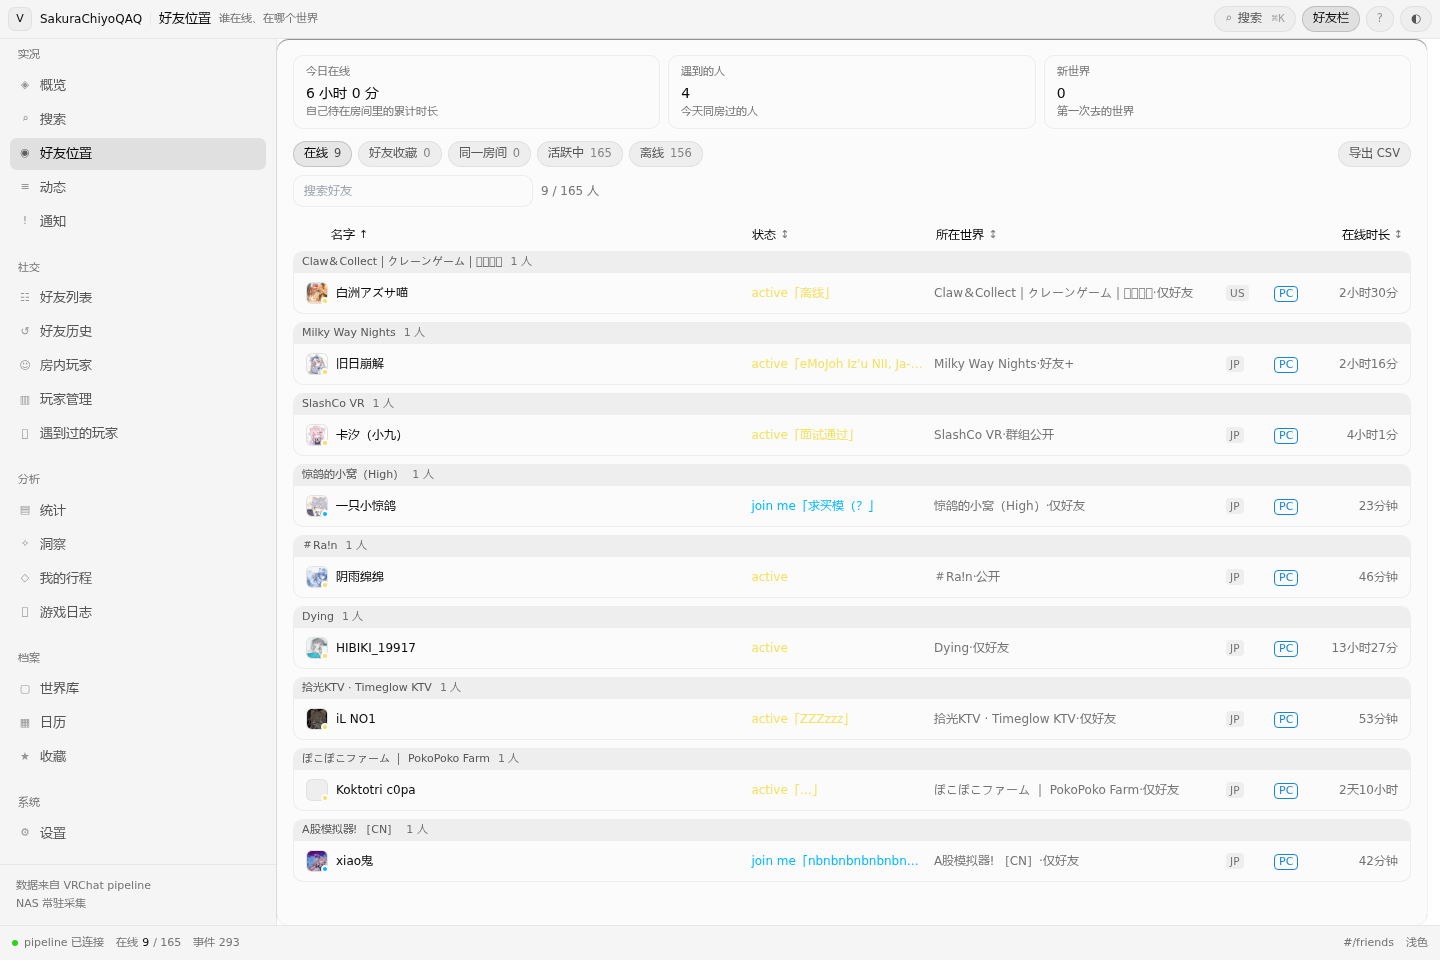 V SakuraChiyoQAQ 好友位置 谁在线、在哪个世界 搜索 ⌘K 好友栏 ?
实况
概览
搜索
好友位置
动态
通知
社交
好友列表
好友历史
房内玩家
玩家管理
遇到过的玩家
分析
统计
洞察
我的行程
游戏日志
档案
世界库
日历
收藏
系统
设置
数据来自 VRChat pipeline
NAS 常驻采集
今日在线
6 小时 0 分
自己待在房间里的累计时长
遇到的人
4
今天同房过的人
新世界
0
第一次去的世界
在线 9 好友收藏 0 同一房间 0 活跃中 165 离线 156 导出 CSV
搜索好友 9 / 165 人
名字 ↑ 状态 ↕ 所在世界 ↕ 在线时长 ↕
Claw&Collect | クレーンゲーム | 1 人
白洲アズサ喵 active「离线」 Claw&Collect | クレーンゲーム | ·仅好友 US PC 2小时30分
Milky Way Nights 1 人
旧日崩解 active「eMoJoh Iz'u NII, Ja-… Milky Way Nights·好友+ JP PC 2小时16分
SlashCo VR 1 人
卡汐（小九） active「面试通过」 SlashCo VR·群组公开 JP PC 4小时1分
惊鸽的小窝（High） 1 人
一只小惊鸽 join me「求买模（？」 惊鸽的小窝（High）·仅好友 JP PC 23分钟
＃Ra!n 1 人
阴雨绵绵 active ＃Ra!n·公开 JP PC 46分钟
Dying 1 人
HIBIKI_19917 active Dying·仅好友 JP PC 13小时27分
拾光KTV · Timeglow KTV 1 人
iL NO1 active「ZZZzzz」 拾光KTV · Timeglow KTV·仅好友 JP PC 53分钟
ぽこぽこファーム ｜ PokoPoko Farm 1 人
Koktotri c0pa active「…」 ぽこぽこファーム ｜ PokoPoko Farm·仅好友 JP PC 2天10小时
A股模拟器！［CN］ 1 人
xiao鬼 join me「nbnbnbnbnbnbn… A股模拟器！［CN］·仅好友 JP PC 42分钟
pipeline 已连接 在线 9 / 165 事件 293 #/friends 浅色